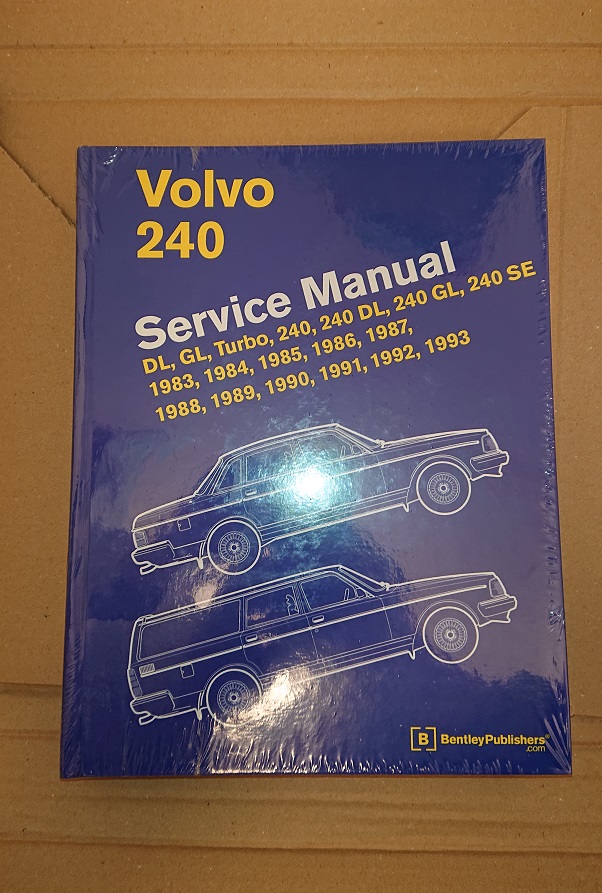 Volvo
240
Service Manual
DL, GL, Turbo, 240, 240 DL, 240 GL, 240 SE
1983, 1984, 1985, 1986, 1987,
1988, 1989, 1990, 1991, 1992, 1993
[B] BentleyPublishers®
.com